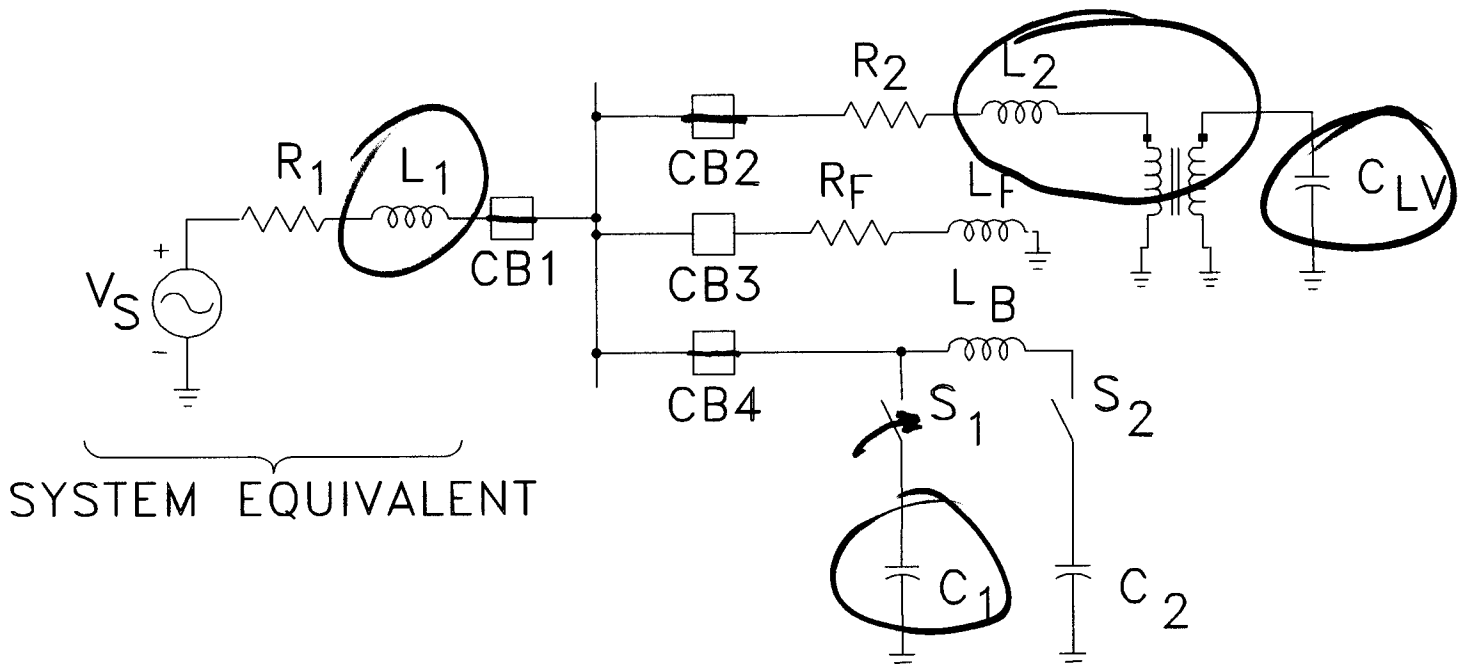 R2
L2
CB2
CLV
R1
L1
RF
LF
CB1
CB3
VS
+
-
LB
CB4
S1
S2
SYSTEM EQUIVALENT
C1
C2